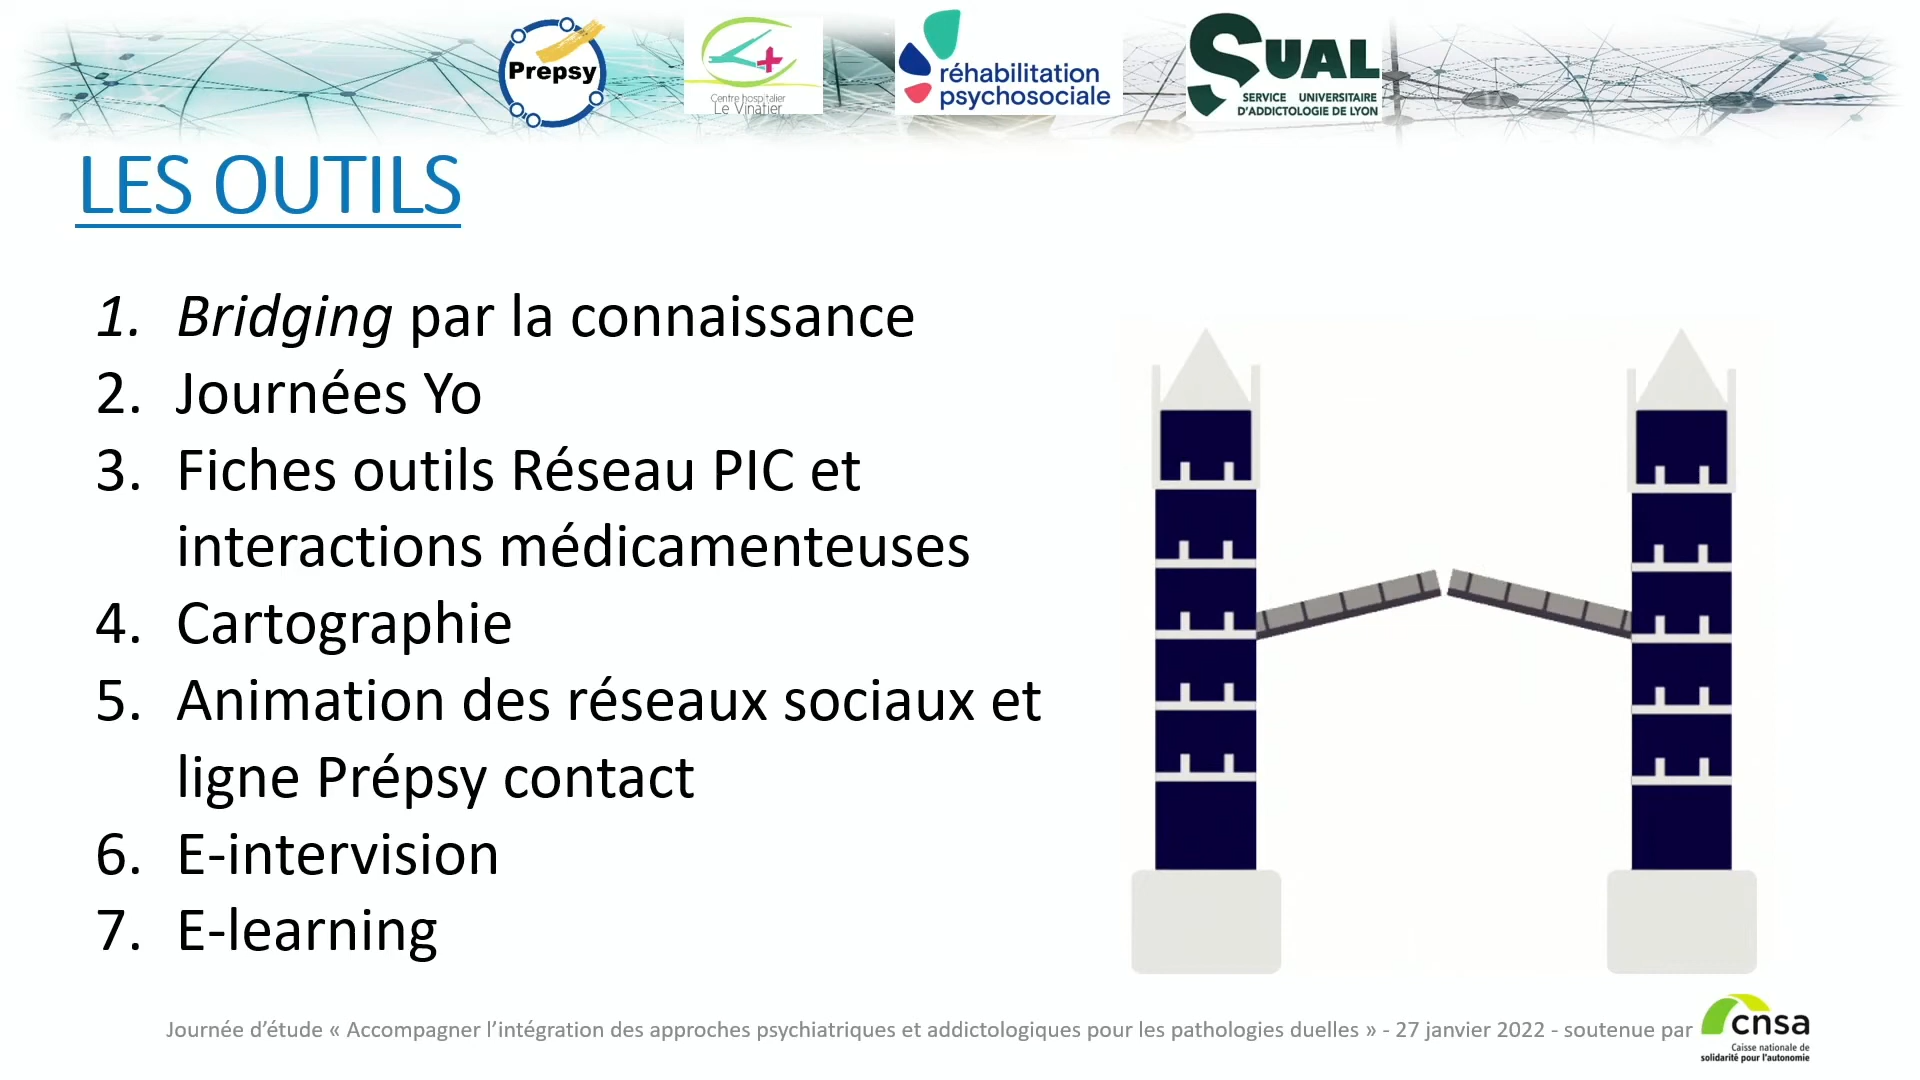 Prepsy
Centre hospitalier
Le Vinatier
réhabilitation
psychosociale
SUAL
SERVICE UNIVERSITAIRE
D'ADDICTOLOGIE DE LYON
LES OUTILS
1. Bridging par la connaissance
2. Journées Yo
3. Fiches outils Réseau PIC et
interactions médicamenteuses
4. Cartographie
5. Animation des réseaux sociaux et
ligne Prépsy contact
6. E-intervision
7. E-learning
Journée d'étude « Accompagner l'intégration des approches psychiatriques et addictologiques pour les pathologies duelles » - 27 janvier 2022 - soutenue par
cnsa
Caisse nationale de
solidarité pour l'autonomie